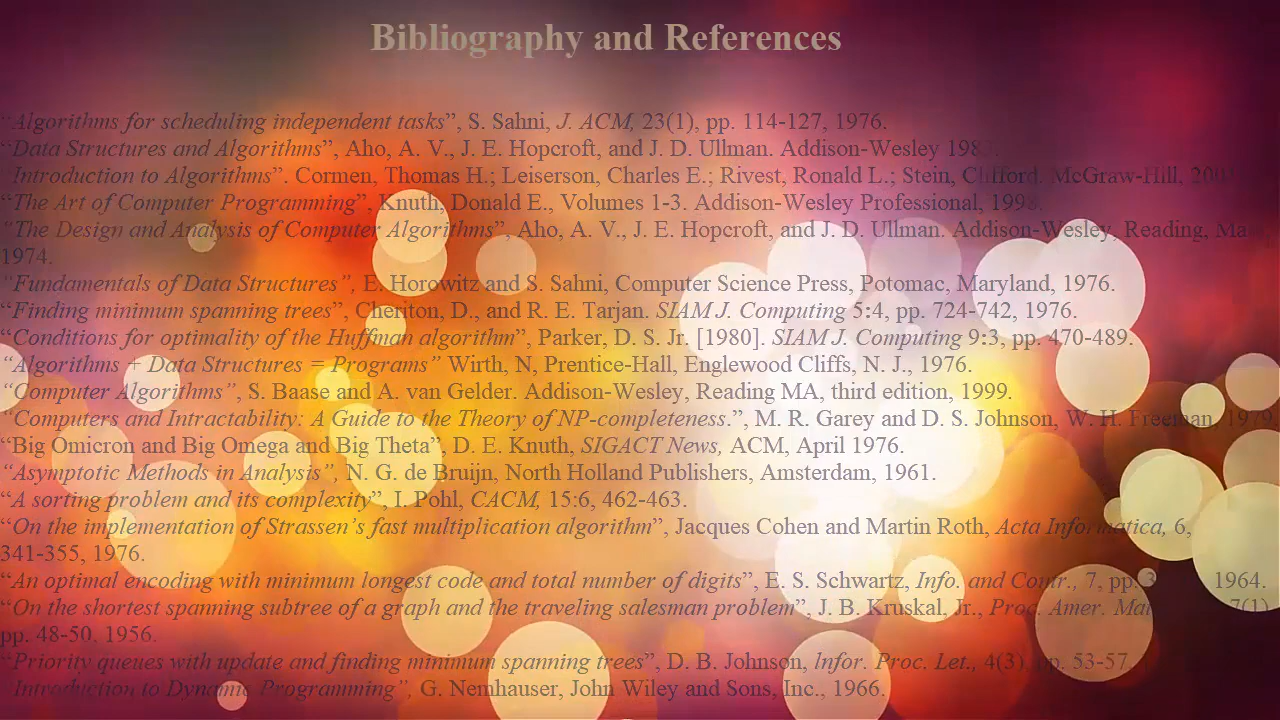 Bibliography and References
“Algorithms for scheduling independent tasks”, S. Sahni, J. ACM, 23(1), pp. 114-127, 1976.
“Data Structures and Algorithms”, Aho, A. V., J. E. Hopcroft, and J. D. Ullman. Addison-Wesley 1983.
“Introduction to Algorithms”. Cormen, Thomas H.; Leiserson, Charles E.; Rivest, Ronald L.; Stein, Clifford. McGraw-Hill,
“The Art of Computer Programming”, Knuth, Donald E., Volumes 1-3. Addison-Wesley Professional, 1998.
“The Design and Analysis of Computer Algorithms”, Aho, A. V., J. E. Hopcroft, and J. D. Ullman. Addison-Wesley, Reading,
1974.
“Fundamentals of Data Structures”, E. Horowitz and S. Sahni, Computer Science Press, Potomac, Maryland, 1976.
“Finding minimum spanning trees”, Cheriton, D., and R. E. Tarjan. SIAM J. Computing 5:4, pp. 724-742, 1976.
“Conditions for optimality of the Huffman algorithm”, Parker, D. S. Jr. [1980]. SIAM J. Computing 9:3, pp. 470-489.
“Algorithms + Data Structures = Programs” Wirth, N, Prentice-Hall, Englewood Cliffs, N. J., 1976.
“Computer Algorithms”, S. Baase and A. van Gelder. Addison-Wesley, Reading MA, third edition, 1999.
“Computers and Intractability: A Guide to the Theory of NP-completeness.”, M. R. Garey and D. S. Johnson, W. H. Freeman, 1979.
“Big Omicron and Big Omega and Big Theta”, D. E. Knuth, SIGACT News, ACM, April 1976.
“Asymptotic Methods in Analysis”, N. G. de Bruijn, North Holland Publishers, Amsterdam, 1961.
“A sorting problem and its complexity”, I. Pohl, CACM, 15:6, 462-463.
“On the implementation of Strassen’s fast multiplication algorithm”, Jacques Cohen and Martin Roth, Acta Informatica, 6,
341-355, 1976.
“An optimal encoding with minimum longest code and total number of digits”, E. S. Schwartz, Info. and Contr., 7, pp. 1964.
“On the shortest spanning subtree of a graph and the traveling salesman problem”, J. B. Kruskal, Jr., Proc. Amer. 7(1),
pp. 48-50, 1956.
“Priority queues with update and finding minimum spanning trees”, D. B. Johnson, Infor. Proc. Let., 4(3), pp. 53-57,
“Introduction to Dynamic Programming”, G. Nemhauser, John Wiley and Sons, Inc., 1966.